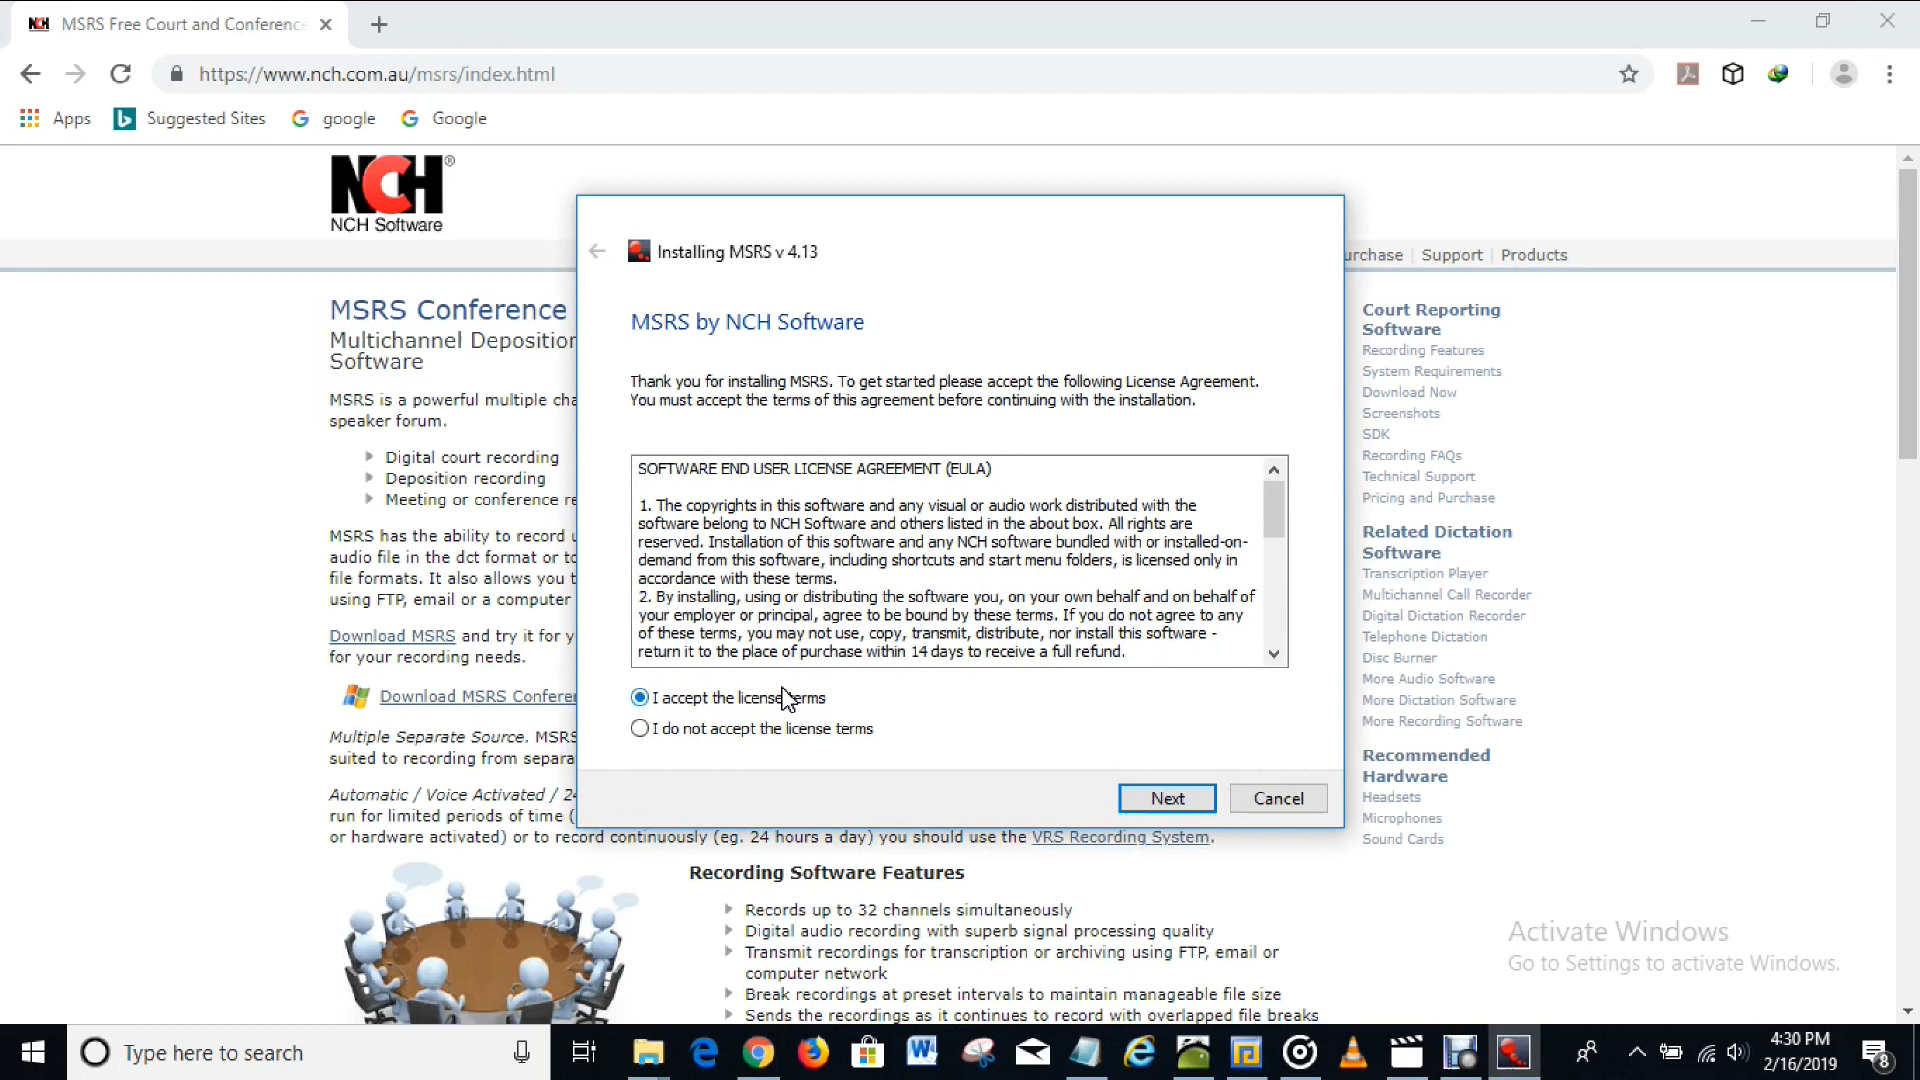 MSRS Free Court and Conference
https://www.nch.com.au/msrs/index.html
Apps
Suggested Sites
google
Google
NCH®
NCH Software
Purchase | Support | Products
Installing MSRS v 4.13
MSRS by NCH Software
Thank you for installing MSRS. To get started please accept the following License Agreement.
You must accept the terms of this agreement before continuing with the installation.
SOFTWARE END USER LICENSE AGREEMENT (EULA)
1. The copyrights in this software and any visual or audio work distributed with the
software belong to NCH Software and others listed in the about box. All rights are
reserved. Installation of this software and any NCH software bundled with or installed-on-
demand from this software, including shortcuts and start menu folders, is licensed only in
accordance with these terms.
2. By installing, using or distributing the software you, on your own behalf and on behalf of
your employer or principal, agree to be bound by these terms. If you do not agree to any
of these terms, you may not use, copy, transmit, distribute, nor install this software -
return it to the place of purchase within 14 days to receive a full refund.
I accept the license terms
I do not accept the license terms
Next
Cancel
MSRS Conference
Multichannel Deposition
Software
MSRS is a powerful multiple cha
speaker forum.
Digital court recording
Deposition recording
Meeting or conference re
MSRS has the ability to record u
audio file in the dct format or to
file formats. It also allows you t
using FTP, email or a computer
Download MSRS and try it for y
for your recording needs.
Download MSRS Conferen
Multiple Separate Source. MSRS
suited to recording from separa
Automatic / Voice Activated / 24
run for limited periods of time (
or hardware activated) or to record continuously (eg. 24 hours a day) you should use the VRS Recording System.
Recording Software Features
Records up to 32 channels simultaneously
Digital audio recording with superb signal processing quality
Transmit recordings for transcription or archiving using FTP, email or
computer network
Break recordings at preset intervals to maintain manageable file size
Sends the recordings as it continues to record with overlapped file breaks
Court Reporting
Software
Recording Features
System Requirements
Download Now
Screenshots
SDK
Recording FAQs
Technical Support
Pricing and Purchase
Related Dictation
Software
Transcription Player
Multichannel Call Recorder
Digital Dictation Recorder
Telephone Dictation
Disc Burner
More Audio Software
More Dictation Software
More Recording Software
Recommended
Hardware
Headsets
Microphones
Sound Cards
Activate Windows
Go to Settings to activate Windows.
Type here to search
4:30 PM
2/16/2019
8